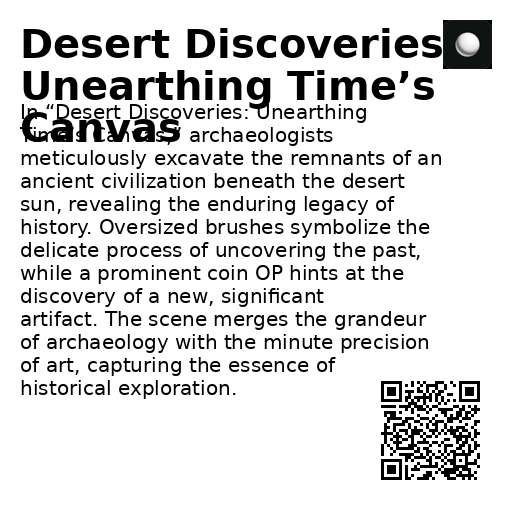 Desert Discoveries
Unearthing Time’s
Canvas
In “Desert Discoveries: Unearthing
Time’s Canvas,” archaeologists
meticulously excavate the remnants of an
ancient civilization beneath the desert
sun, revealing the enduring legacy of
history. Oversized brushes symbolize the
delicate process of uncovering the past,
while a prominent coin OP hints at the
discovery of a new, significant
artifact. The scene merges the grandeur
of archaeology with the minute precision
of art, capturing the essence of
historical exploration.